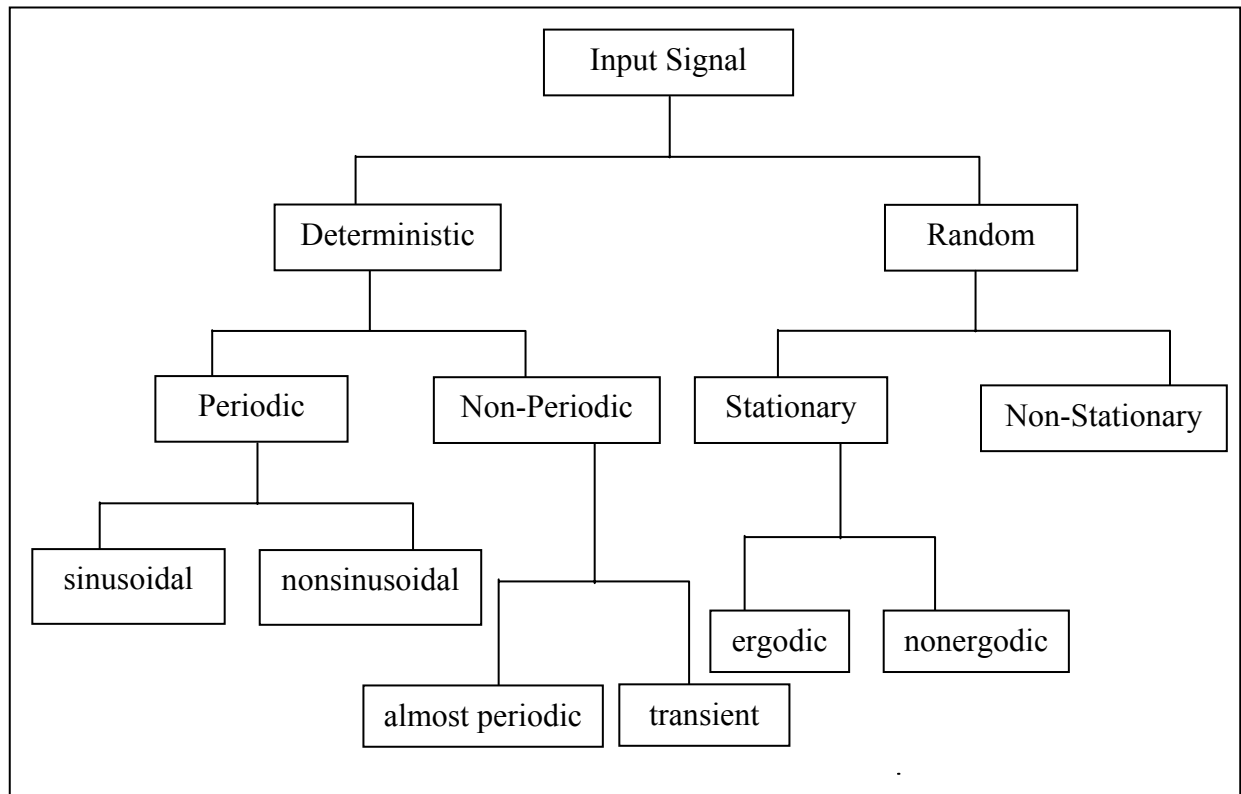 Input Signal
Deterministic
Random
Periodic
Non-Periodic
Stationary
Non-Stationary
sinusoidal
nonsinusoidal
ergodic
nonergodic
almost periodic
transient